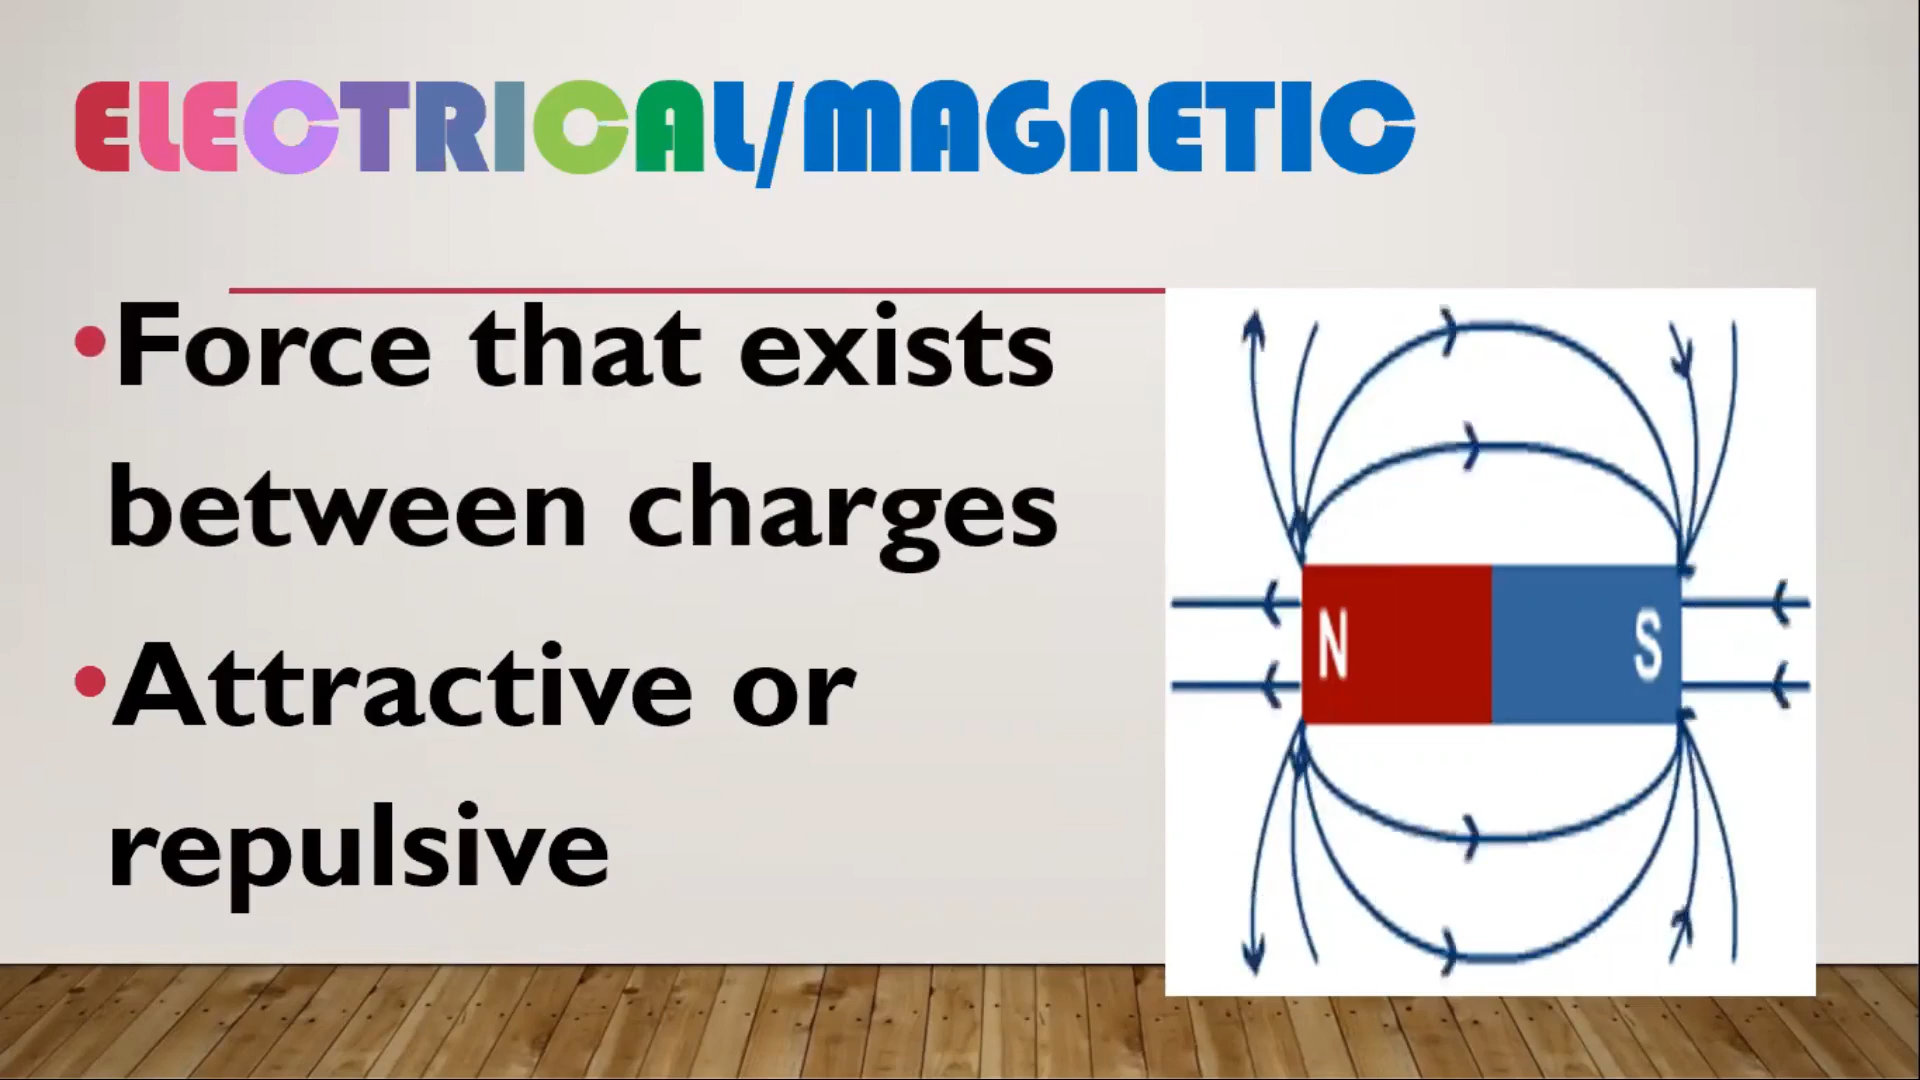 ELECTRICAL/MAGNETIC
•Force that exists
between charges
•Attractive or
repulsive
N S